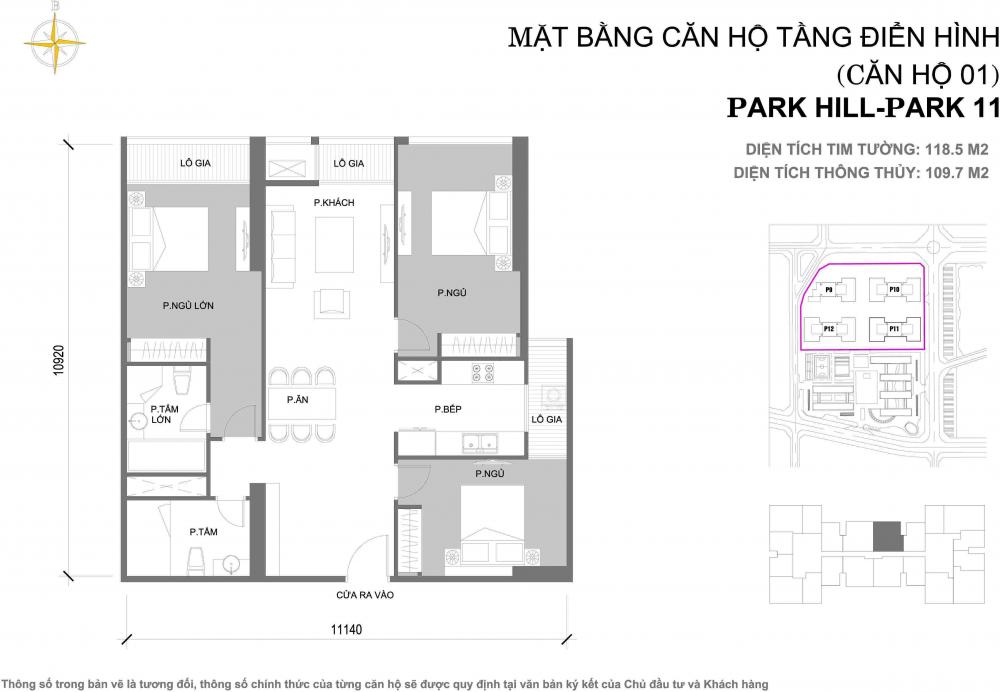 B
MẶT BẰNG CĂN HỘ TẦNG ĐIỂN HÌNH
(CĂN HỘ 01)
PARK HILL-PARK 11
DIỆN TÍCH TIM TƯỜNG: 118.5 M2
DIỆN TÍCH THÔNG THỦY: 109.7 M2
LÔ GIA
LÔ GIA
P.KHÁCH
P.NGỦ LỚN
P.NGỦ
P.ĂN
P.BẾP
P.TẮM
LỚN
LÔ GIA
P.NGỦ
P.TẮM
CỬA RA VÀO
10920
11140
P9
P10
P12
P11
Thông số trong bản vẽ là tương đối, thông số chính thức của từng căn hộ sẽ được quy định tại văn bản ký kết của Chủ đầu tư và Khách hàng